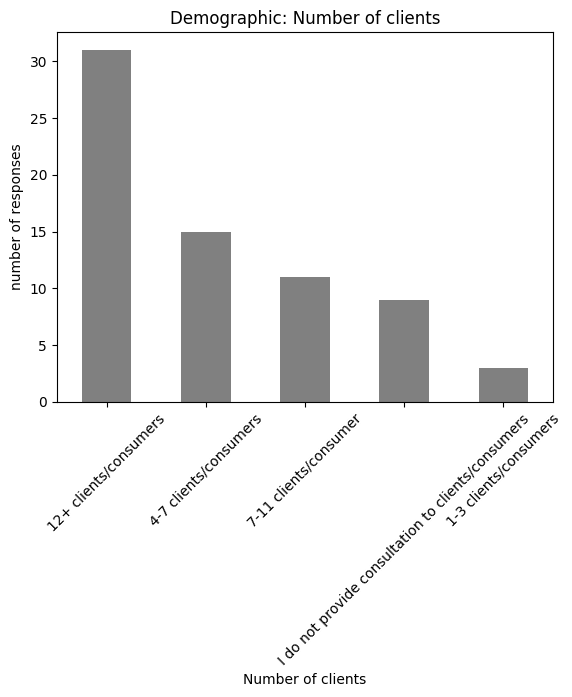 Demographic: Number of clients
number of responses
30
25
20
15
10
5
0
12+ clients/consumers
4-7 clients/consumers
7-11 clients/consumer
I do not provide consultation to clients/consumers
1-3 clients/consumers
Number of clients